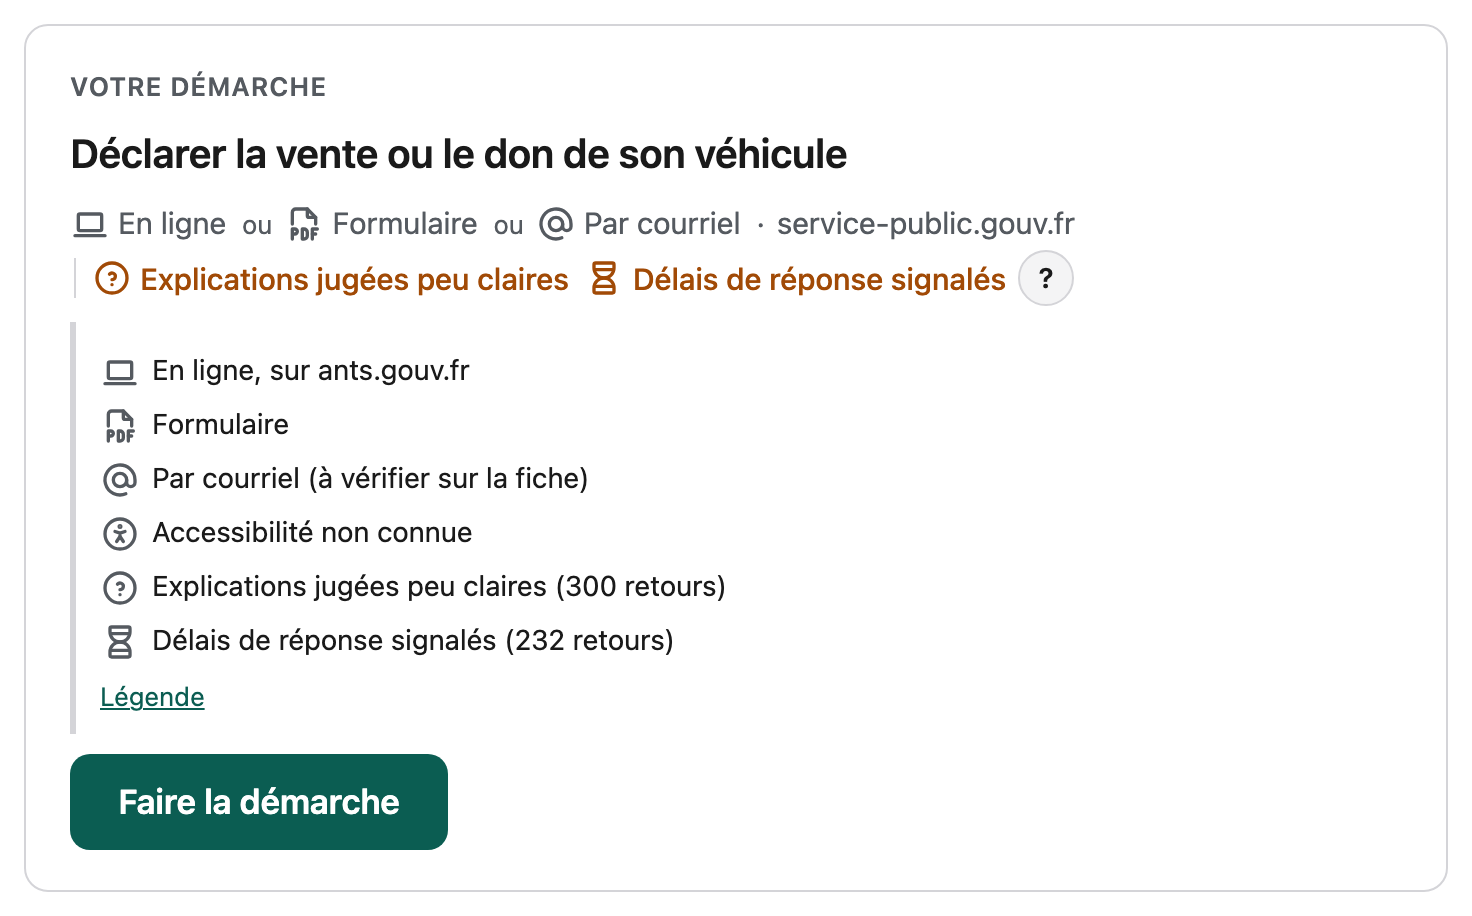 VOTRE DÉMARCHE
Déclarer la vente ou le don de son véhicule
En ligne ou PDF Formulaire ou @ Par courriel · service-public.gouv.fr
? Explications jugées peu claires Délais de réponse signalés ?
En ligne, sur ants.gouv.fr
PDF Formulaire
@ Par courriel (à vérifier sur la fiche)
Accessibilité non connue
? Explications jugées peu claires (300 retours)
Délais de réponse signalés (232 retours)
Légende
Faire la démarche